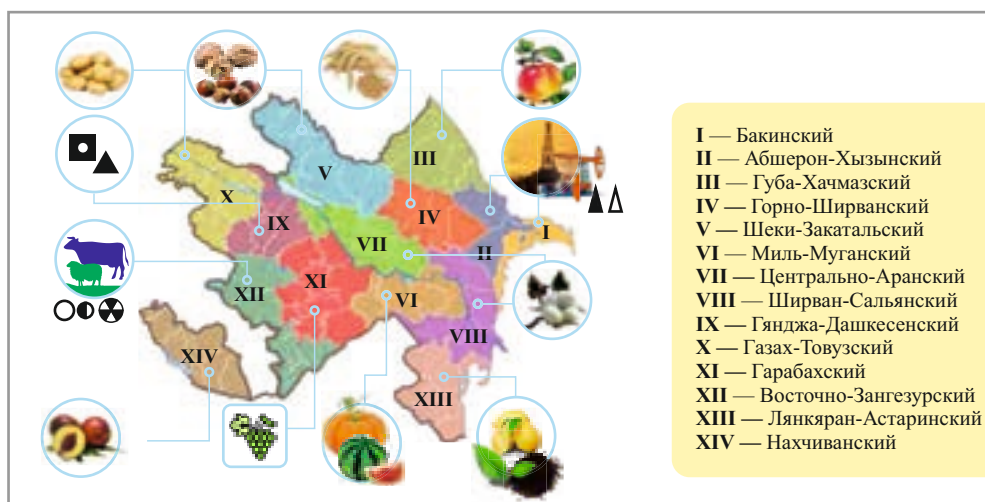 I — Бакинский
II — Абшерон-Хызынский
III — Губа-Хачмазский
IV — Горно-Ширванский
V — Шеки-Закатальский
VI — Миль-Муганский
VII — Центрально-Аранский
VIII — Ширван-Сальянский
IX — Гянджа-Дашкесенский
X — Газах-Товузский
XI — Гарабахский
XII — Восточно-Зангезурский
XIII — Лянкяран-Астаринский
XIV — Нахчиванский
III
V
X
IX
IV
I
II
VII
XI
XII
VI
VIII
XIV
XIII